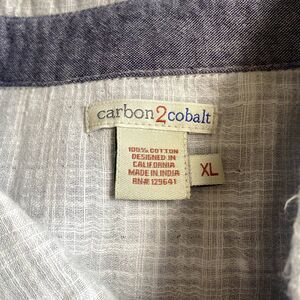 carbon2cobalt
100% COTTON
DESIGNED IN
CALIFORNIA
MADE IN INDIA
RN# 129641
XL